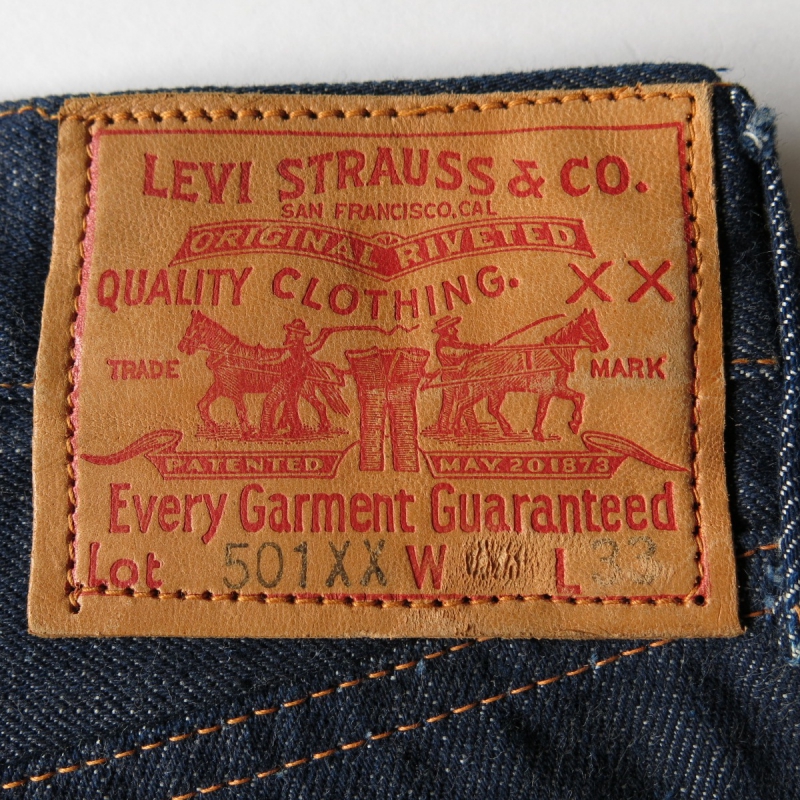 LEVI STRAUSS & CO.
SAN FRANCISCO, CAL
ORIGINAL RIVETED
QUALITY CLOTHING. XX
TRADE MARK
PATENTED MAY 20 1873
Every Garment Guaranteed
Lot 501XX W L 33